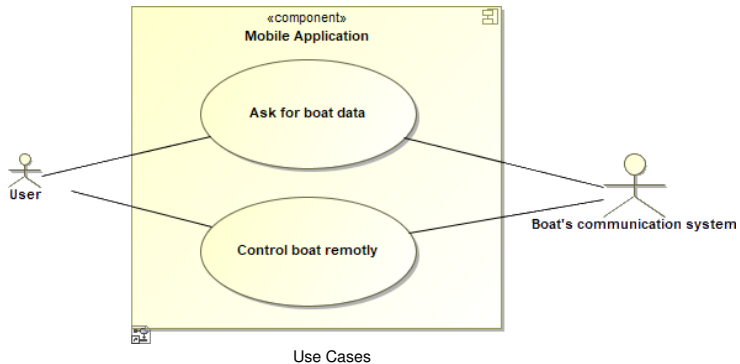 «component»
Mobile Application
Ask for boat data
User
Boat's communication system
Control boat remotly
Use Cases